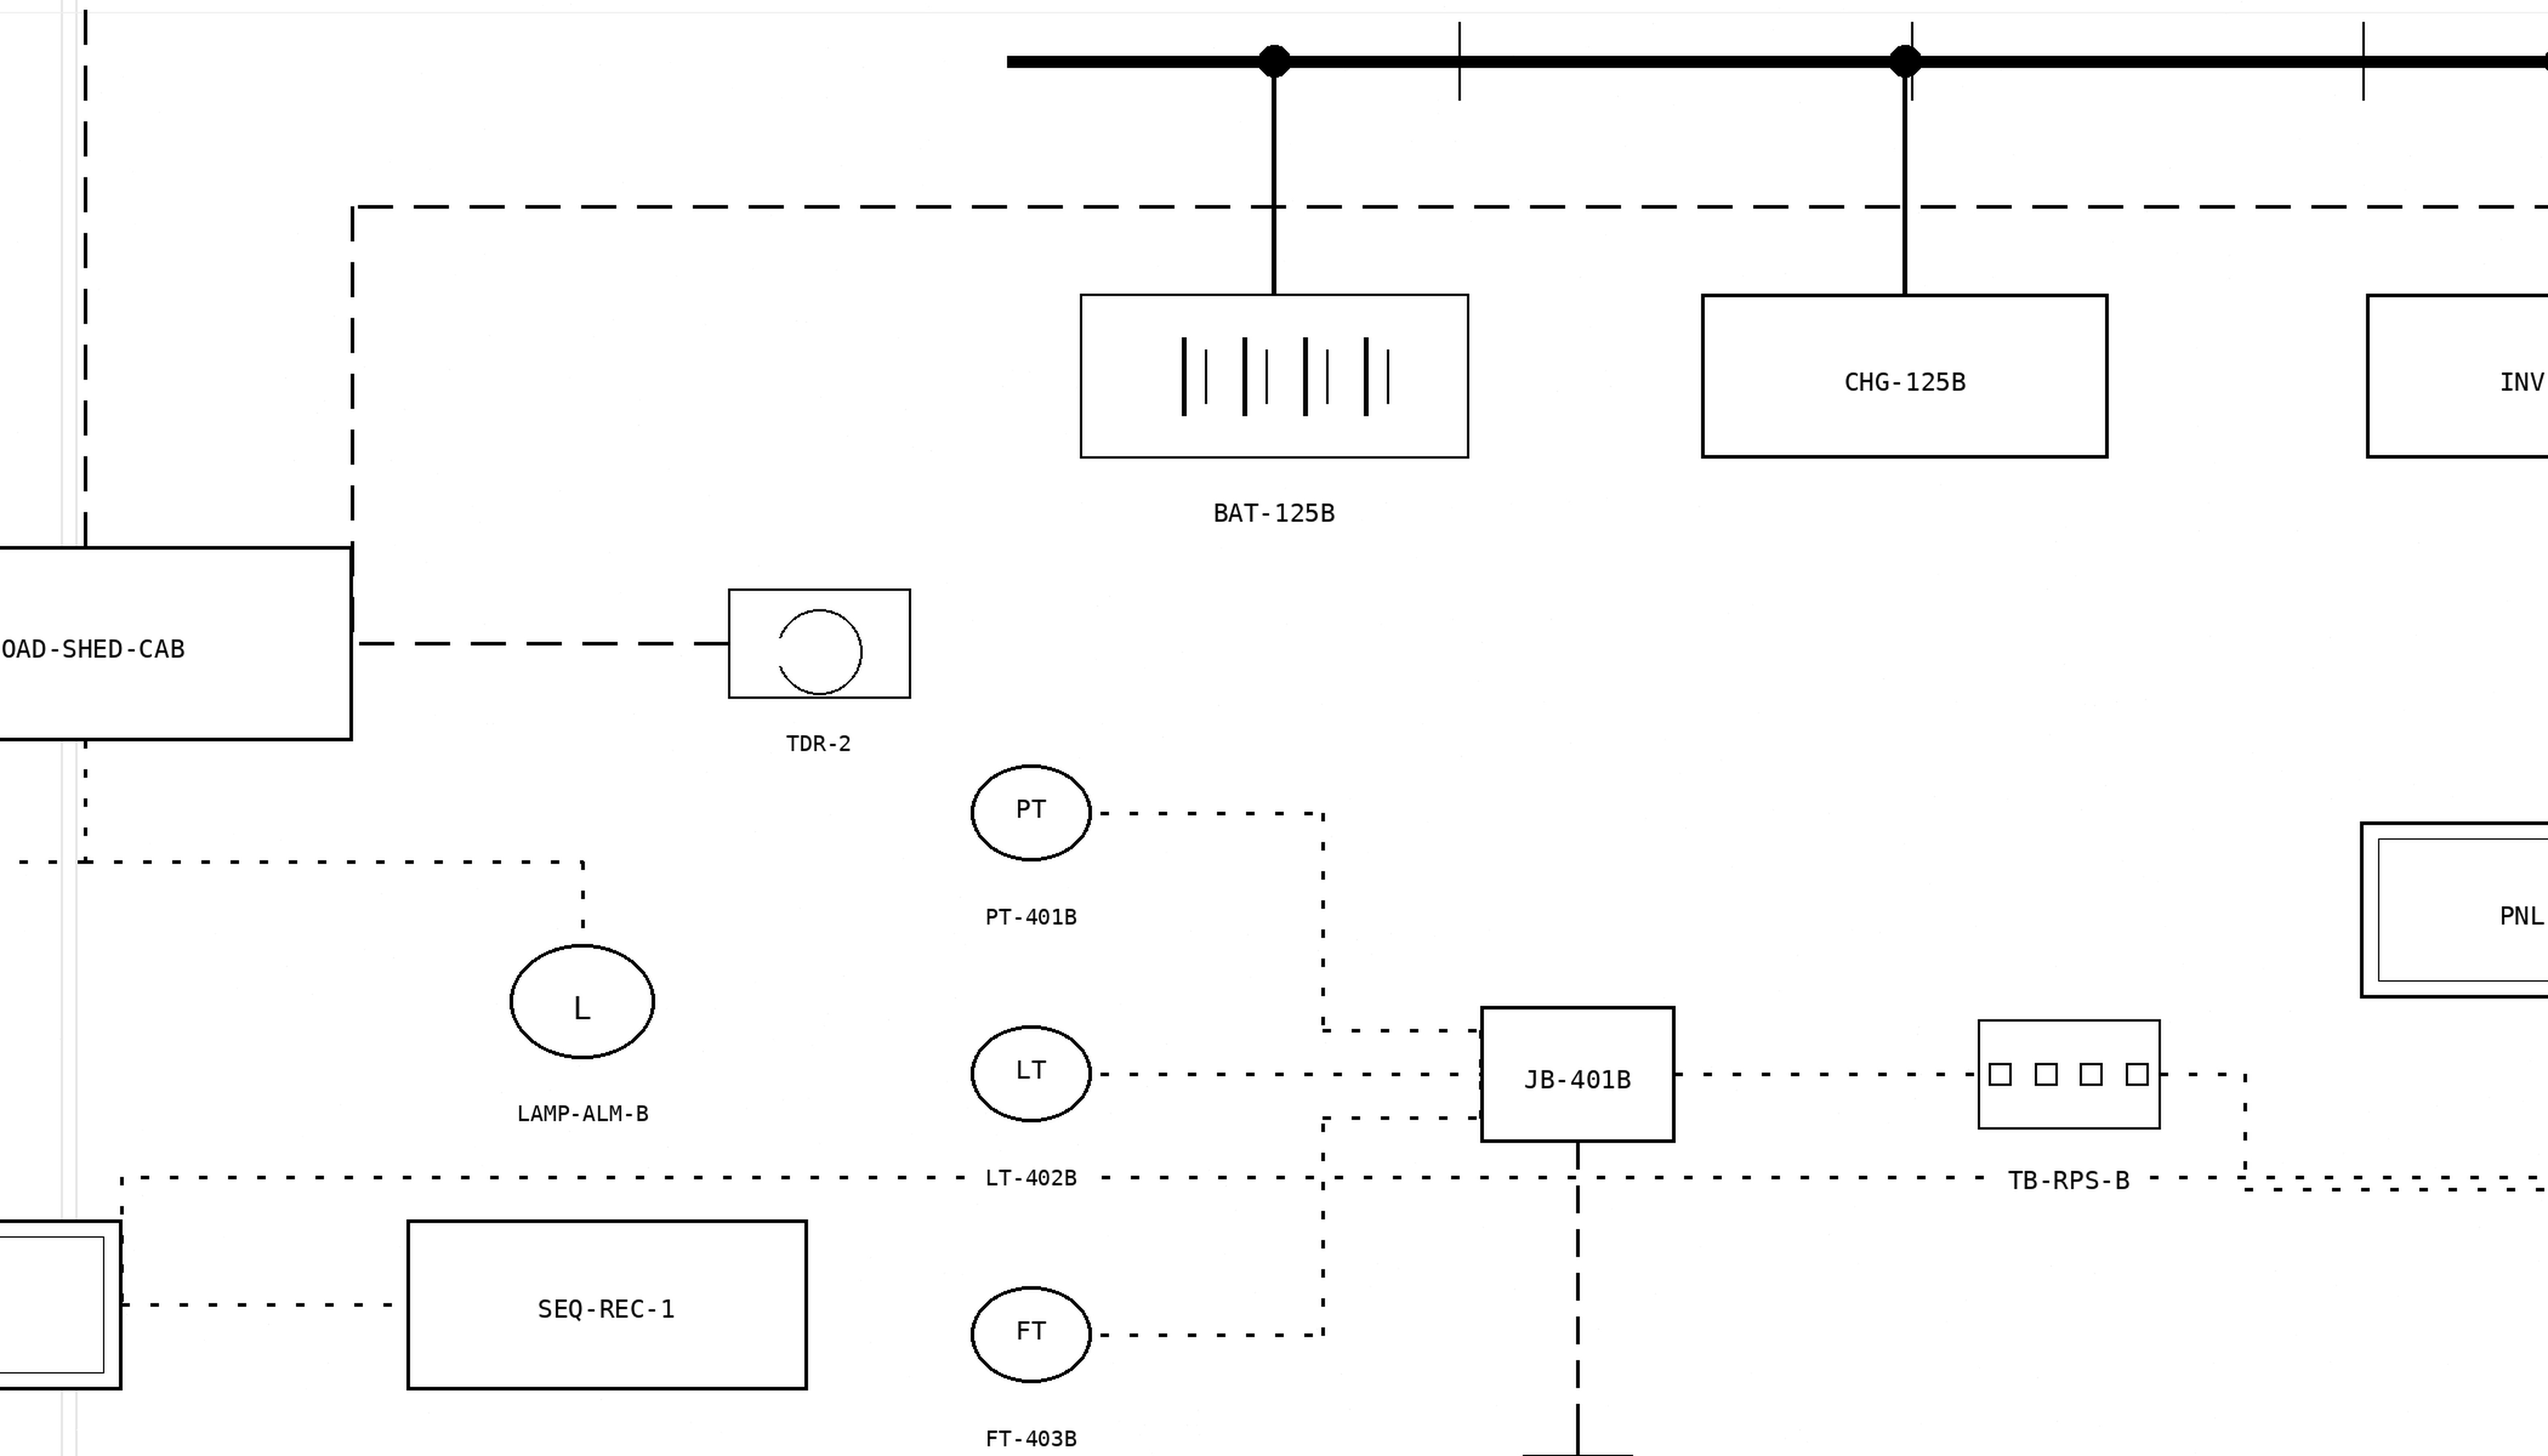 CHG-125B
INV
BAT-125B
OAD-SHED-CAB
TDR-2
PT
PT-401B
PNL
L
LT
JB-401B
LAMP-ALM-B
LT-402B
TB-RPS-B
SEQ-REC-1
FT
FT-403B